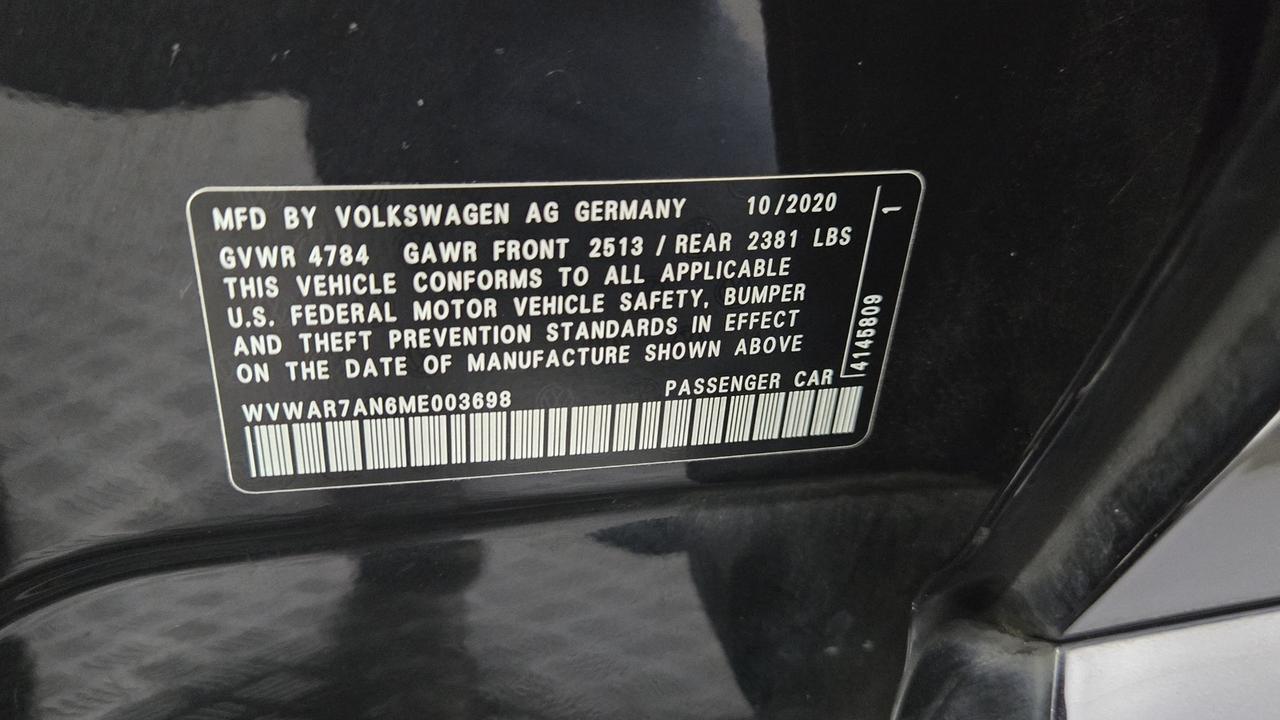 MFD BY VOLKSWAGEN AG GERMANY 10/2020
GVWR 4784 GAWR FRONT 2513 / REAR 2381 LBS
THIS VEHICLE CONFORMS TO ALL APPLICABLE
U.S. FEDERAL MOTOR VEHICLE SAFETY, BUMPER
AND THEFT PREVENTION STANDARDS IN EFFECT
ON THE DATE OF MANUFACTURE SHOWN ABOVE
WVWAR7AN6ME003698 PASSENGER CAR
4145809 1